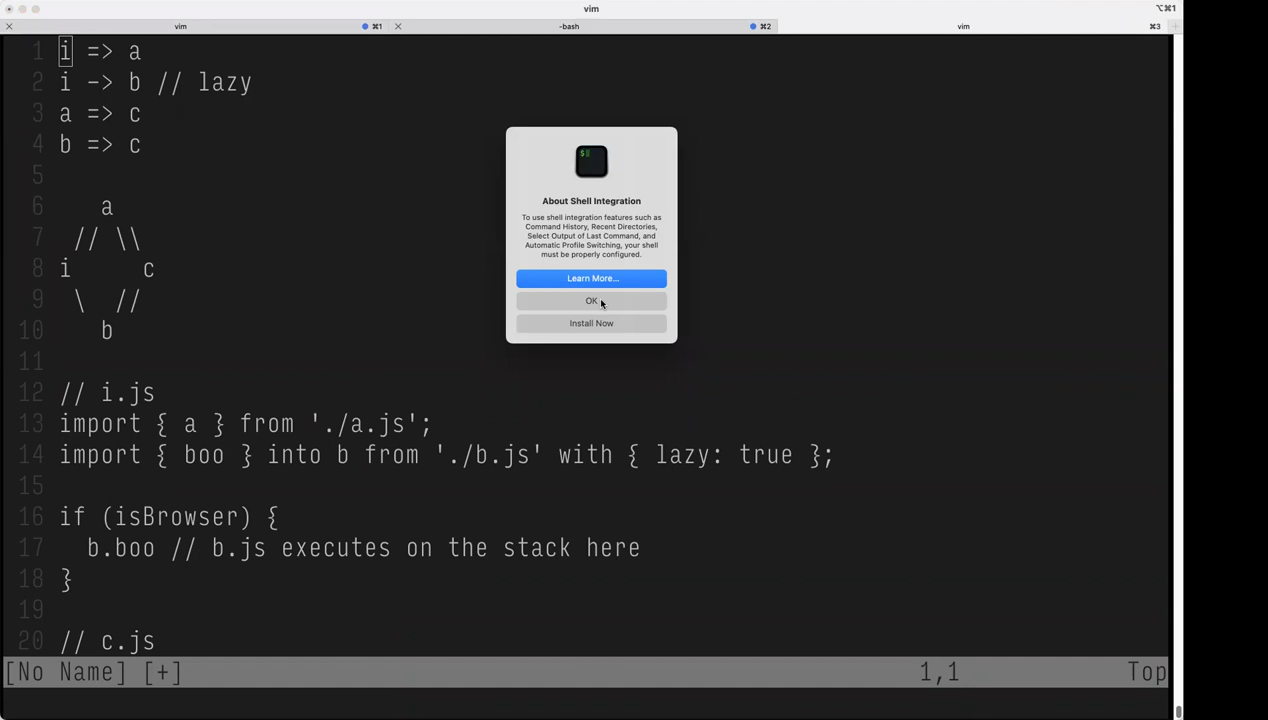 vim
⌥⌘1
vim ⌘1
-bash ⌘2
vim ⌘3
1 i => a
2 i -> b // lazy
3 a => c
4 b => c
5
6 a
7 // \\
8 i c
9 \ //
10 b
11
12 // i.js
13 import { a } from './a.js';
14 import { boo } into b from './b.js' with { lazy: true };
15
16 if (isBrowser) {
17 b.boo // b.js executes on the stack here
18 }
19
20 // c.js
[No Name] [+] 1,1 Top
$
About Shell Integration
To use shell integration features such as
Command History, Recent Directories,
Select Output of Last Command, and
Automatic Profile Switching, your shell
must be properly configured.
Learn More...
OK
Install Now